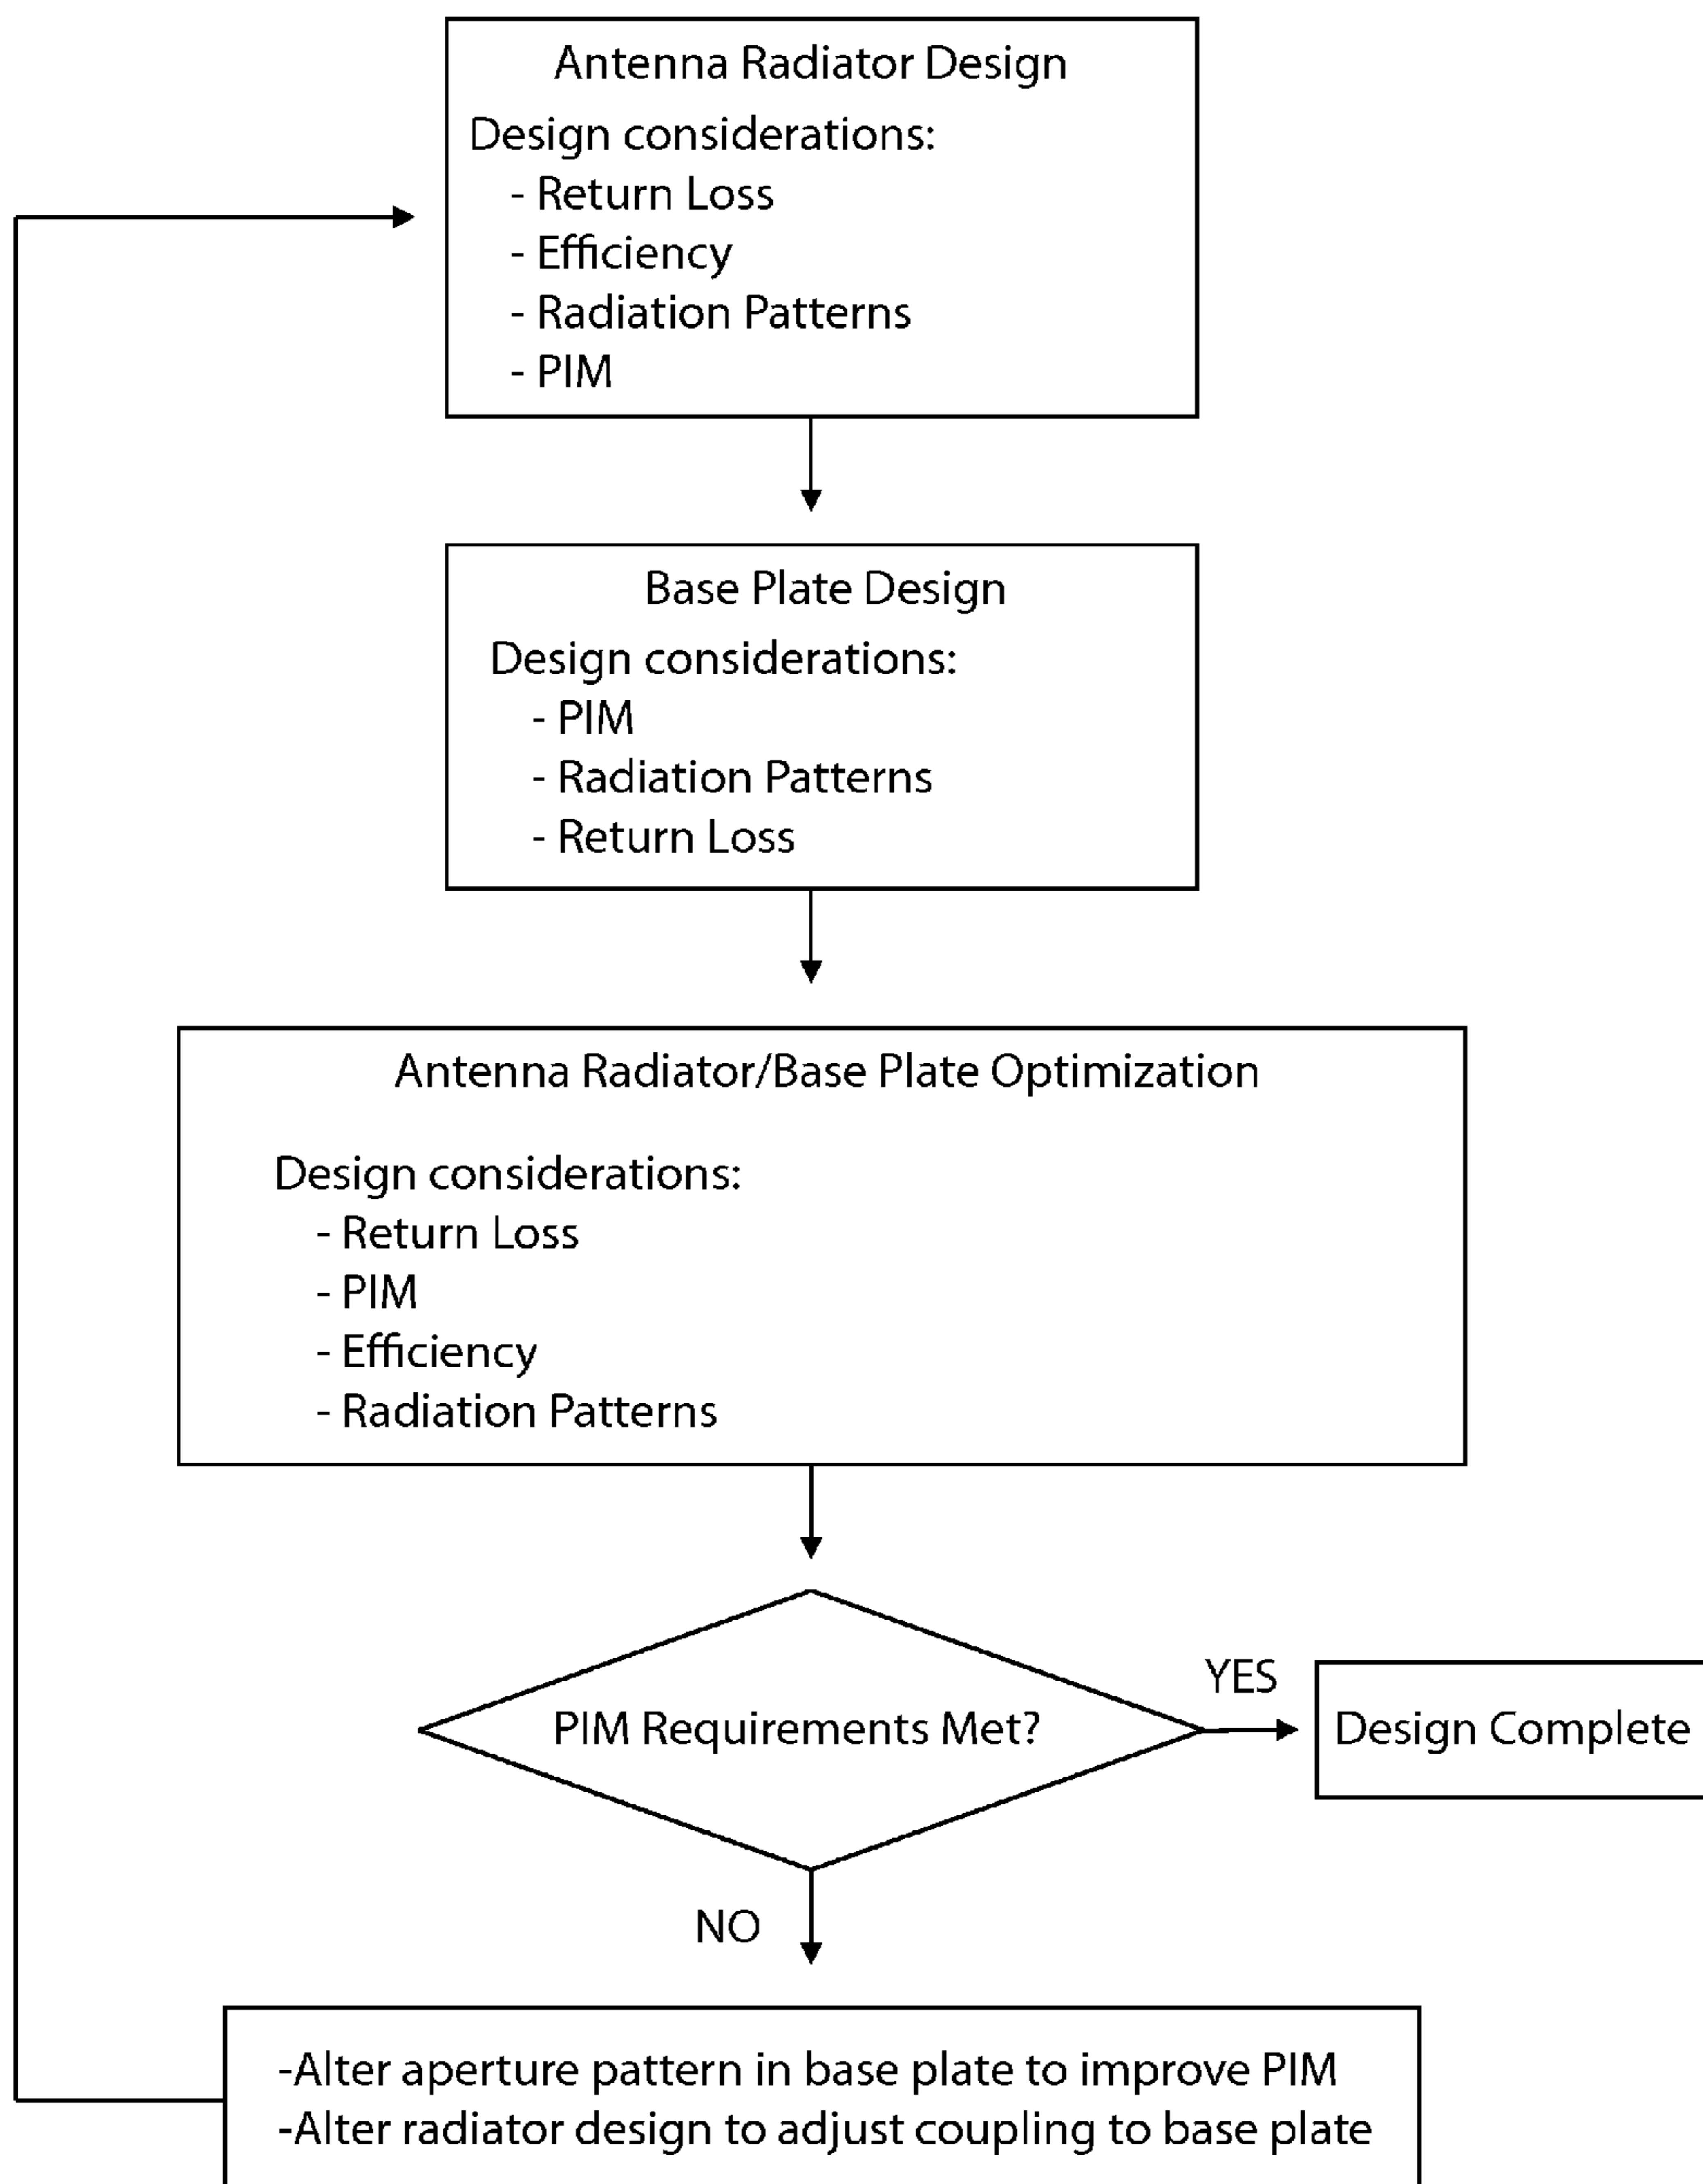 Antenna Radiator Design
Design considerations:
- Return Loss
- Efficiency
- Radiation Patterns
- PIM
Base Plate Design
Design considerations:
- PIM
- Radiation Patterns
- Return Loss
Antenna Radiator/Base Plate Optimization
Design considerations:
- Return Loss
- PIM
- Efficiency
- Radiation Patterns
PIM Requirements Met?
YES
Design Complete
NO
-Alter aperture pattern in base plate to improve PIM
-Alter radiator design to adjust coupling to base plate